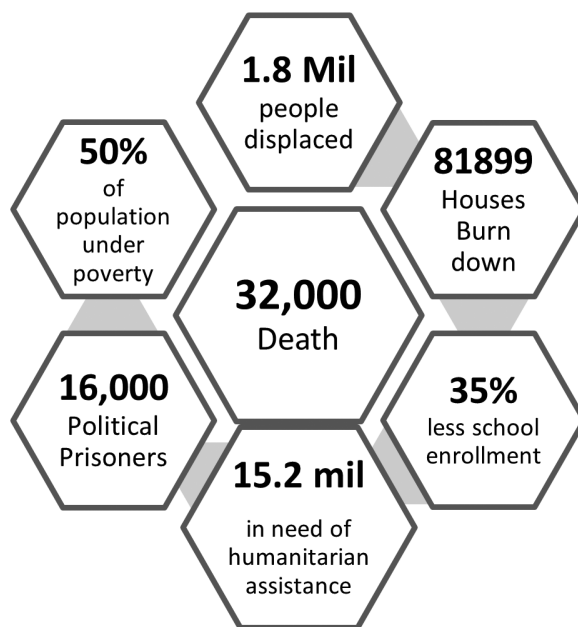 1.8 Mil
people
displaced
50%
of
population
under
poverty
81899
Houses
Burn
down
32,000
Death
16,000
Political
Prisoners
35%
less school
enrollment
15.2 mil
in need of
humanitarian
assistance